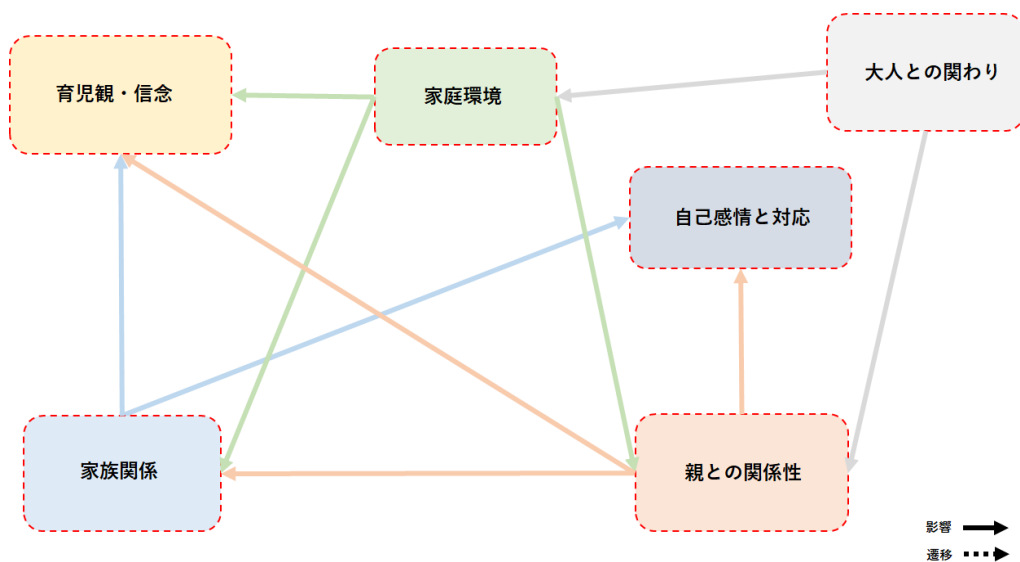 大人との関わり
育児観・信念
家庭環境
自己感情と対応
家族関係
親との関係性
影響
遷移